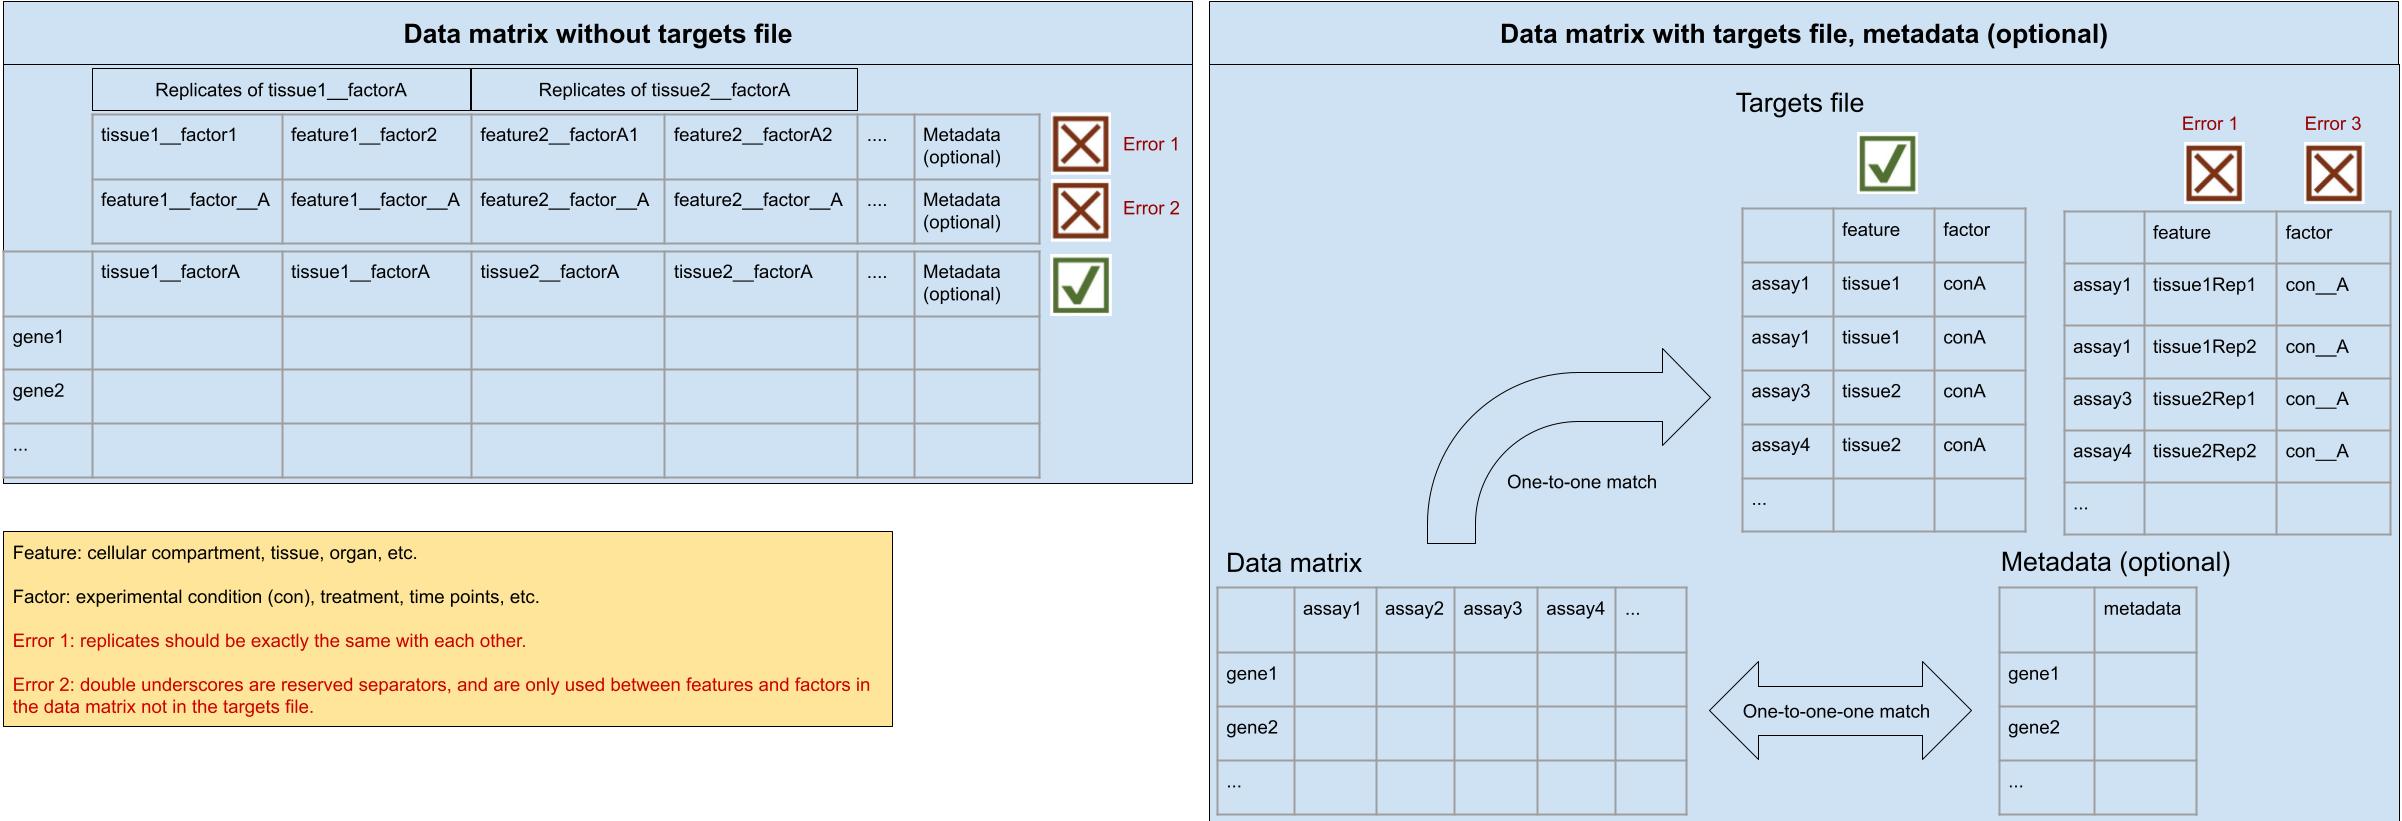 Data matrix without targets file
Replicates of tissue1__factorA Replicates of tissue2__factorA
tissue1__factor1 feature1__factor2 feature2__factorA1 feature2__factorA2 .... Metadata (optional) Error 1
feature1__factor__A feature1__factor__A feature2__factor__A feature2__factor__A .... Metadata (optional) Error 2
tissue1__factorA tissue1__factorA tissue2__factorA tissue2__factorA .... Metadata (optional)
gene1
gene2
...
Feature: cellular compartment, tissue, organ, etc.
Factor: experimental condition (con), treatment, time points, etc.
Error 1: replicates should be exactly the same with each other.
Error 2: double underscores are reserved separators, and are only used between features and factors in
the data matrix not in the targets file.
Data matrix with targets file, metadata (optional)
Targets file
feature factor
assay1 tissue1 conA
assay1 tissue1 conA
assay3 tissue2 conA
assay4 tissue2 conA
...
Error 1 Error 3
feature factor
assay1 tissue1Rep1 con__A
assay1 tissue1Rep2 con__A
assay3 tissue2Rep1 con__A
assay4 tissue2Rep2 con__A
...
One-to-one match
Data matrix
assay1 assay2 assay3 assay4 ...
gene1
gene2
...
One-to-one-one match
Metadata (optional)
metadata
gene1
gene2
...